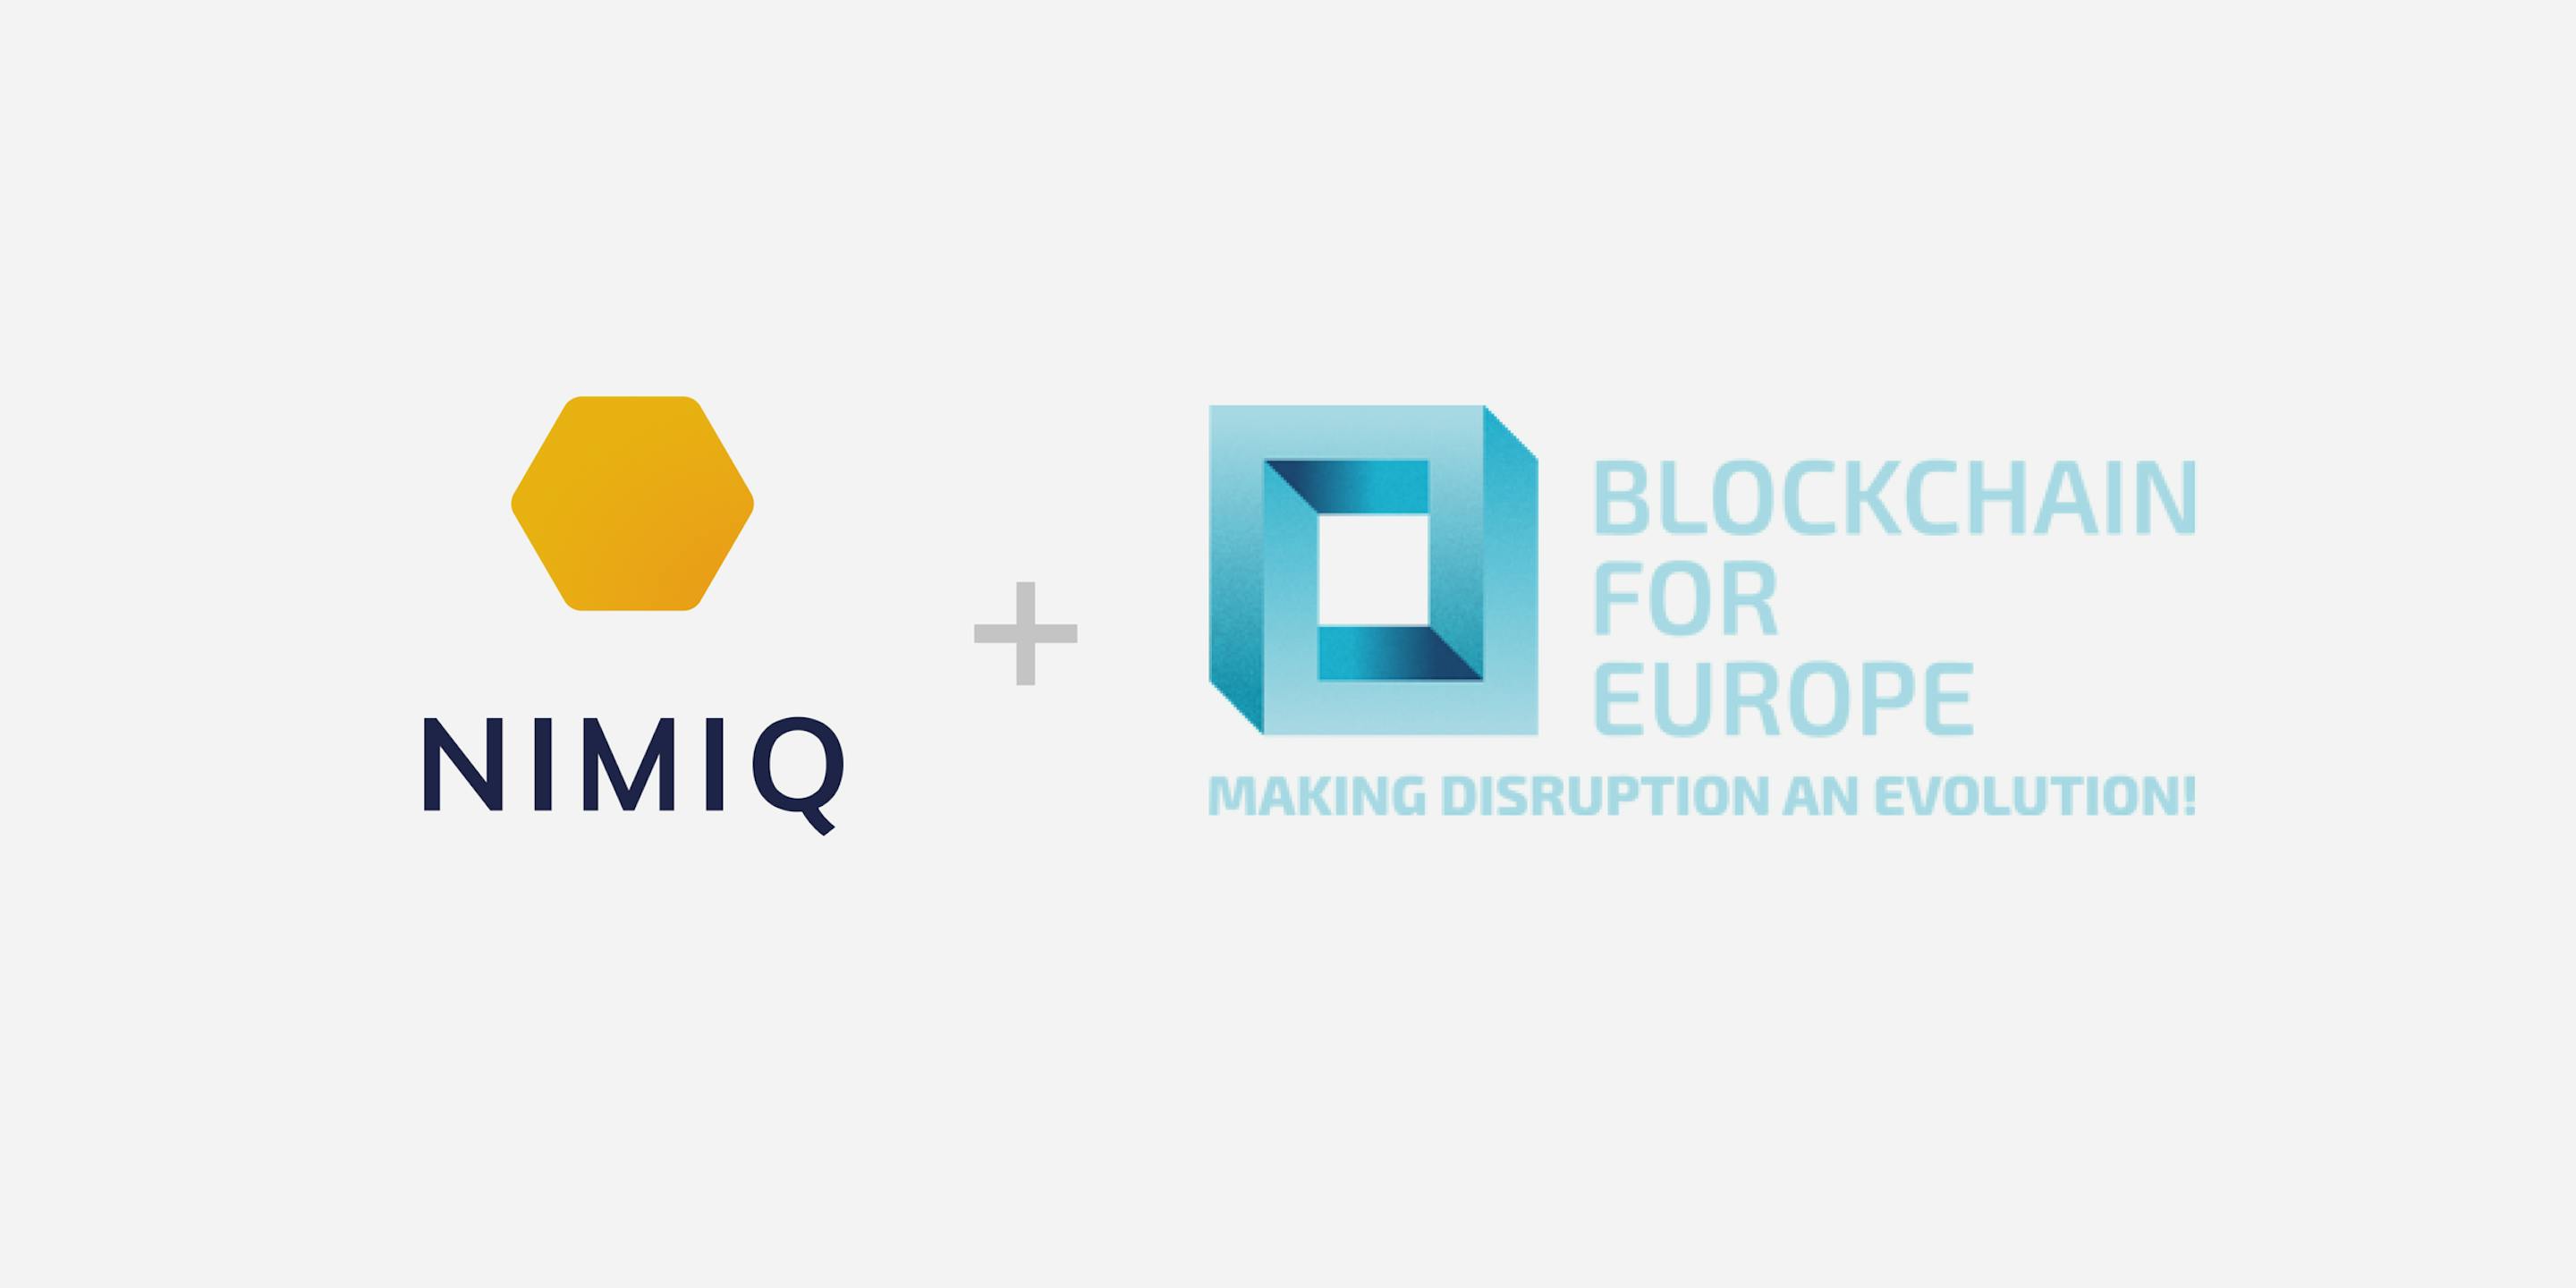 NIMIQ
+
BLOCKCHAIN
FOR
EUROPE
MAKING DISRUPTION AN EVOLUTION!